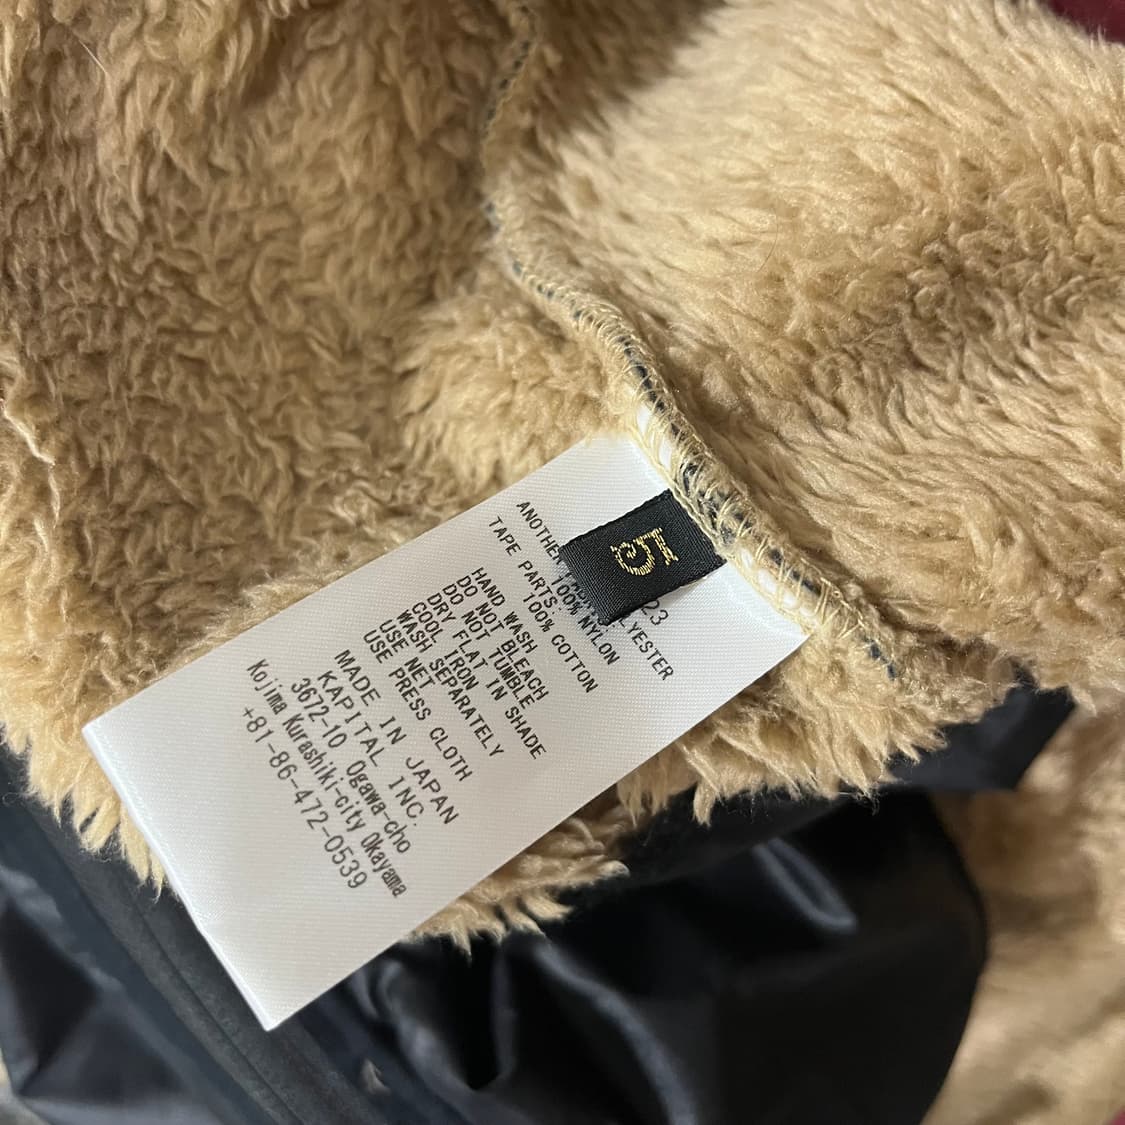 5
23
LYESTER
ANOTHER
100% NYLON
TAPE PARTS:
100% COTTON
HAND WASH
DO NOT BLEACH
DO NOT TUMBLE
DRY FLAT IN SHADE
COOL IRON
WASH SEPARATELY
USE NET
USE PRESS CLOTH
MADE IN JAPAN
KAPITAL INC.
3672-10 Ogawa-cho
Kojima Kurashiki-city Okayama
+81-86-472-0539